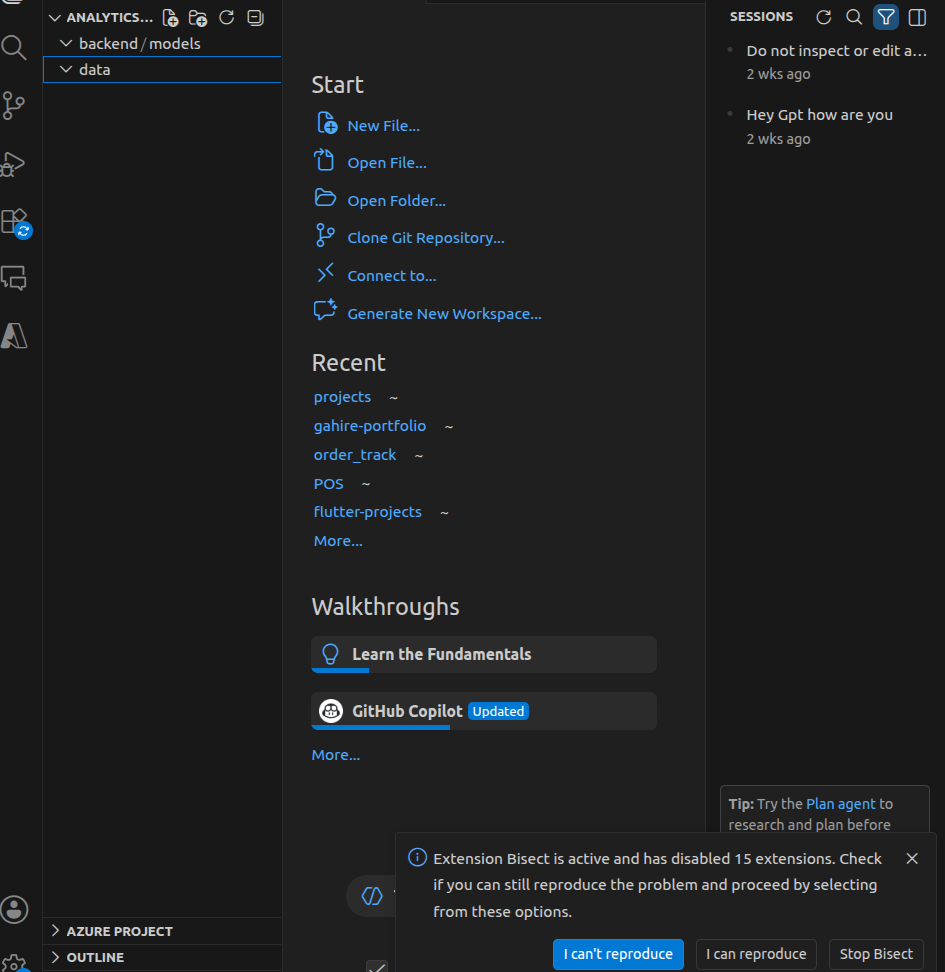 ANALYTICS...
backend/models
data
AZURE PROJECT
OUTLINE
Start
New File...
Open File...
Open Folder...
Clone Git Repository...
Connect to...
Generate New Workspace...
Recent
projects ~
gahire-portfolio ~
order_track ~
POS ~
flutter-projects ~
More...
Walkthroughs
Learn the Fundamentals
GitHub Copilot Updated
More...
SESSIONS
Do not inspect or edit a...
2 wks ago
Hey Gpt how are you
2 wks ago
Tip: Try the Plan agent to
research and plan before
Extension Bisect is active and has disabled 15 extensions. Check
if you can still reproduce the problem and proceed by selecting
from these options.
I can't reproduce
I can reproduce
Stop Bisect